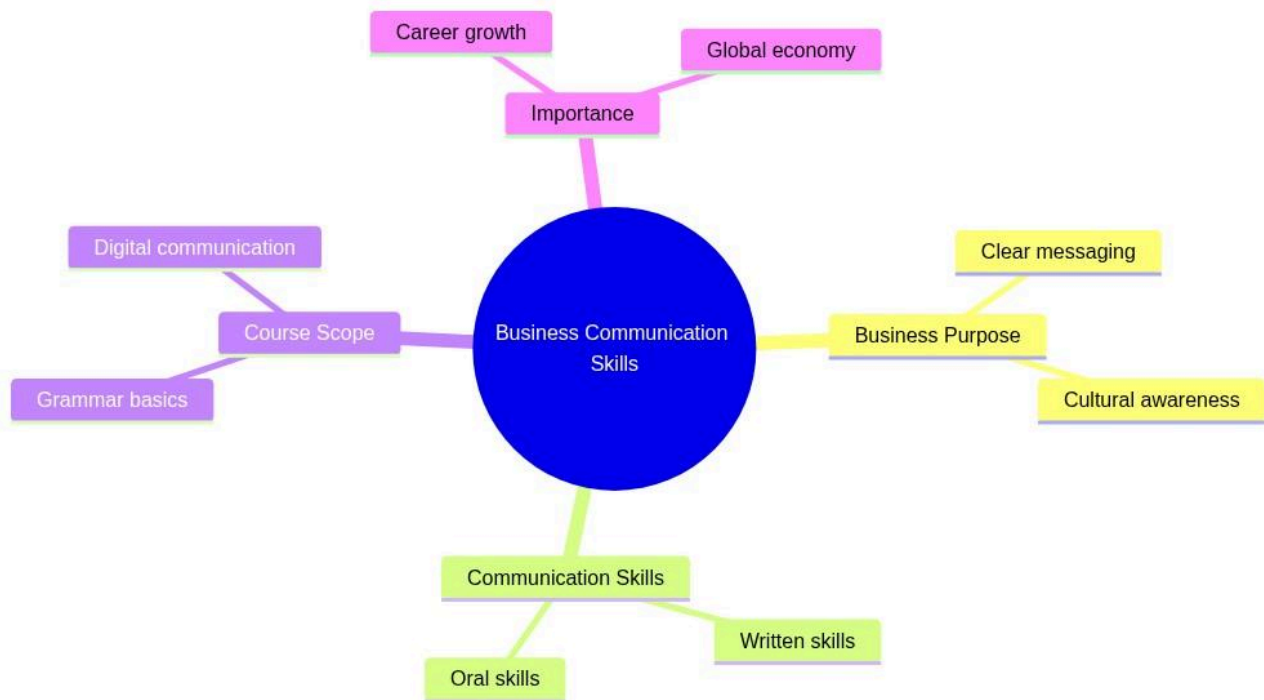 Career growth
Global economy
Importance
Digital communication
Clear messaging
Course Scope
Business Communication
Skills
Business Purpose
Grammar basics
Cultural awareness
Communication Skills
Written skills
Oral skills